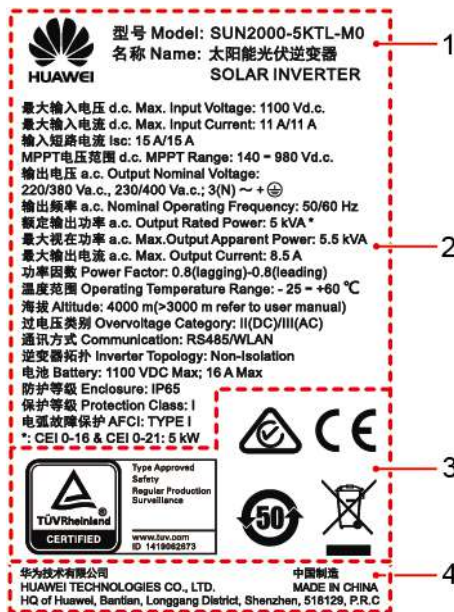 HUAWEI
型号 Model: SUN2000-5KTL-M0
名称 Name: 太阳能光伏逆变器
SOLAR INVERTER
1
最大输入电压 d.c. Max. Input Voltage: 1100 Vd.c.
最大输入电流 d.c. Max. Input Current: 11 A/11 A
输入短路电流 Isc: 15 A/15 A
MPPT电压范围 d.c. MPPT Range: 140 - 980 Vd.c.
输出电压 a.c. Output Nominal Voltage:
220/380 Va.c., 230/400 Va.c.; 3(N) ～ + ⏚
输出频率 a.c. Nominal Operating Frequency: 50/60 Hz
额定输出功率 a.c. Output Rated Power: 5 kVA *
最大视在功率 a.c. Max.Output Apparent Power: 5.5 kVA
最大输出电流 a.c. Max. Output Current: 8.5 A
功率因数 Power Factor: 0.8(lagging)-0.8(leading)
温度范围 Operating Temperature Range: - 25 - +60 ℃
海拔 Altitude: 4000 m(>3000 m refer to user manual)
过电压类别 Overvoltage Category: II(DC)/III(AC)
通讯方式 Communication: RS485/WLAN
逆变器拓扑 Inverter Topology: Non-Isolation
电池 Battery: 1100 VDC Max; 16 A Max
防护等级 Enclosure: IP65
保护等级 Protection Class: I
电弧故障保护 AFCI: TYPE I
*: CEI 0-16 & CEI 0-21: 5 kW
2
CE
TÜVRheinland
CERTIFIED
Type Approved
Safety
Regular Production
Surveillance
www.tuv.com
ID 1419062673
50
3
华为技术有限公司 中国制造
HUAWEI TECHNOLOGIES CO., LTD. MADE IN CHINA
HQ of Huawei, Bantian, Longgang District, Shenzhen, 518129, P.R.C
4